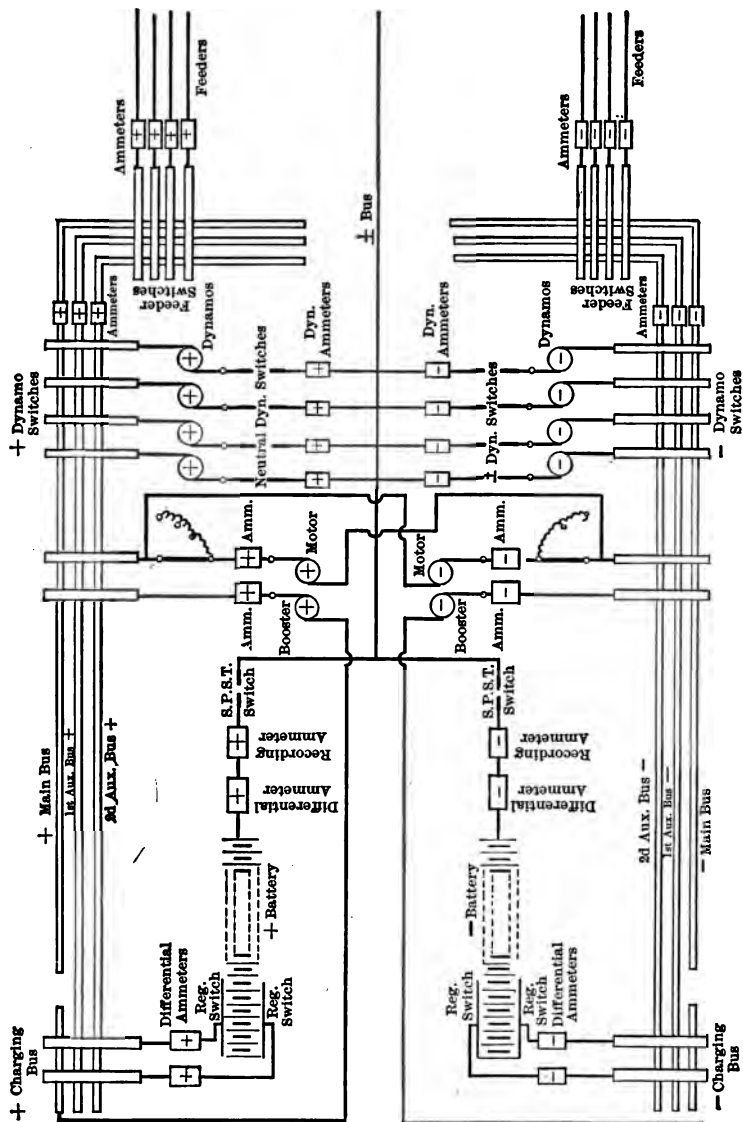 + Charging
Bus
+ Main Bus
1st Aux. Bus +
2d Aux. Bus +
+ Dynamo
Switches
Ammeters
Feeder
Switches
Ammeters
Feeders
Differential
Ammeters
Reg.
Switch
Reg.
Switch
+ Battery
Differential
Ammeter
Recording
Ammeter
S.P.S.T.
Switch
Amm.
Booster
Amm.
Motor
Dynamos
Neutral Dyn. Switches
Dyn.
Ammeters
± Bus
Dyn.
Ammeters
± Dyn. Switches
Dynamos
Motor
Amm.
Booster
Amm.
S.P.S.T.
Switch
Recording
Ammeter
Differential
Ammeter
− Battery
Reg.
Switch
Reg.
Switch
Differential
Ammeters
Ammeters
Feeders
Feeder
Switches
Ammeters
2d Aux. Bus −
1st Aux. Bus −
− Main Bus
− Charging
Bus
− Dynamo
Switches